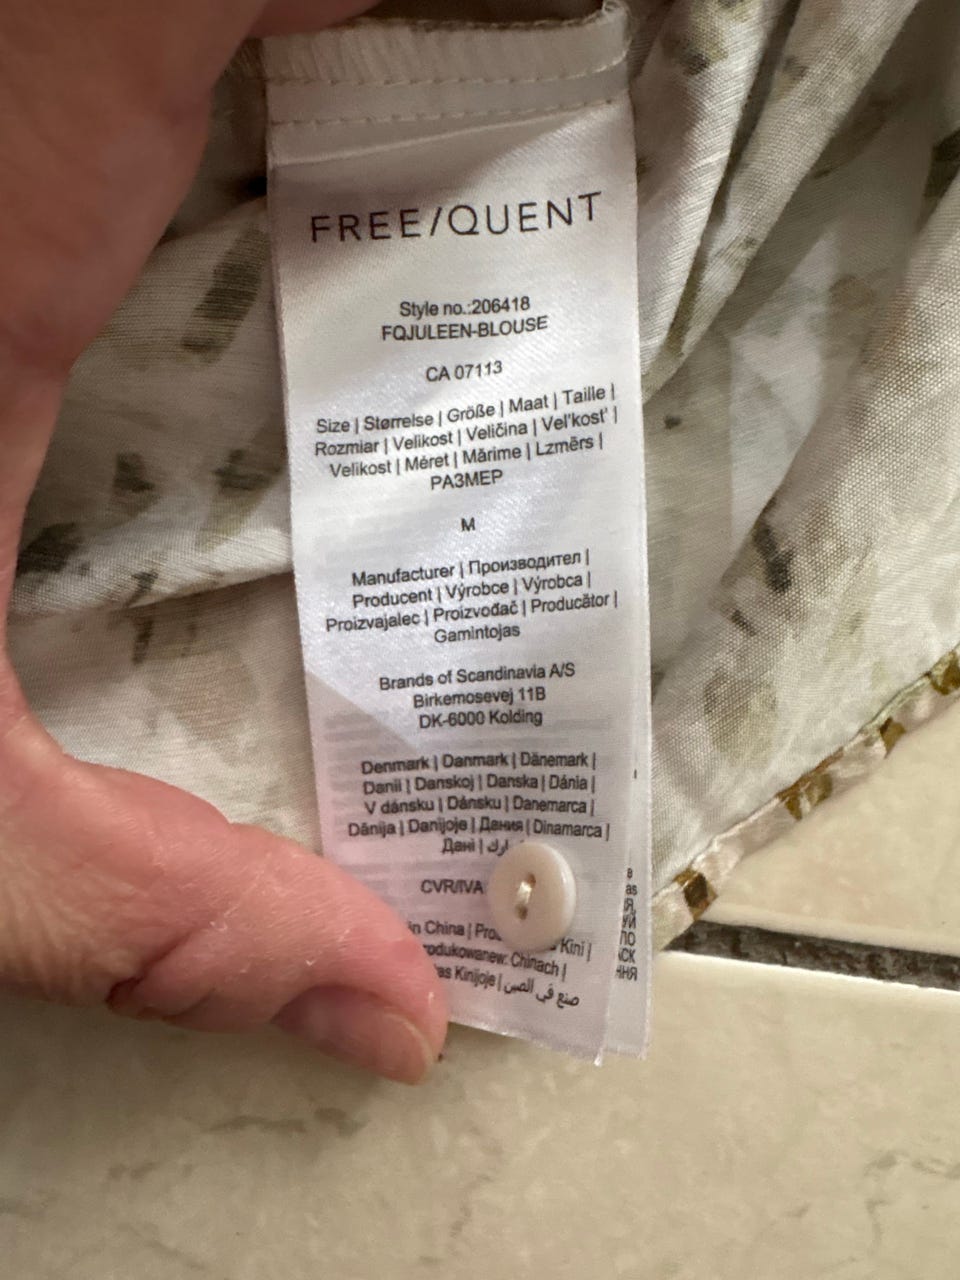 FREE/QUENT
Style no.:206418
FQJULEEN-BLOUSE
CA 07113
Size | Størrelse | Größe | Maat | Taille |
Rozmiar | Velikost | Veličina | Vel'kost' |
Velikost | Méret | Mărime | Lzmērs |
РАЗМЕР
M
Manufacturer | Производител |
Producent | Výrobce | Výrobca |
Proizvajalec | Proizvođač | Producător |
Gamintojas
Brands of Scandinavia A/S
Birkemosevej 11B
DK-6000 Kolding
Denmark | Danmark | Dänemark |
Danii | Danskoj | Danska | Dánia |
V dánsku | Dánsku | Danemarca |
Dānija | Danijoje | Дания | Dinamarca |
Данi |
CVR/IVA
in China | Kini |
Chinach |
Kinijoje | صنع في الصين